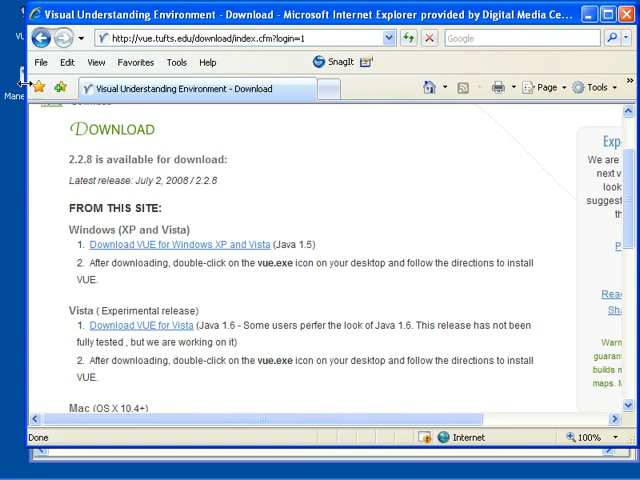 Visual Understanding Environment - Download - Microsoft Internet Explorer provided by Digital Media Ce...
http://vue.tufts.edu/download/index.cfm?login=1
Google
File Edit View Favorites Tools Help
SnagIt
Visual Understanding Environment - Download
Page Tools
DOWNLOAD
2.2.8 is available for download:
Latest release: July 2, 2008 / 2.2.8
FROM THIS SITE:
Windows (XP and Vista)
1. Download VUE for Windows XP and Vista (Java 1.5)
2. After downloading, double-click on the vue.exe icon on your desktop and follow the directions to install
VUE.
Vista ( Experimental release)
1. Download VUE for Vista (Java 1.6 - Some users perfer the look of Java 1.6. This release has not been
fully tested , but we are working on it)
2. After downloading, double-click on the vue.exe icon on your desktop and follow the directions to install
VUE.
Mac (OS X 10.4+)
Exp
We are
next v
look
suggest
th
P
Rea
Sha
Warn
guaran
builds n
maps. M
Done
Internet
100%
VU
Mane